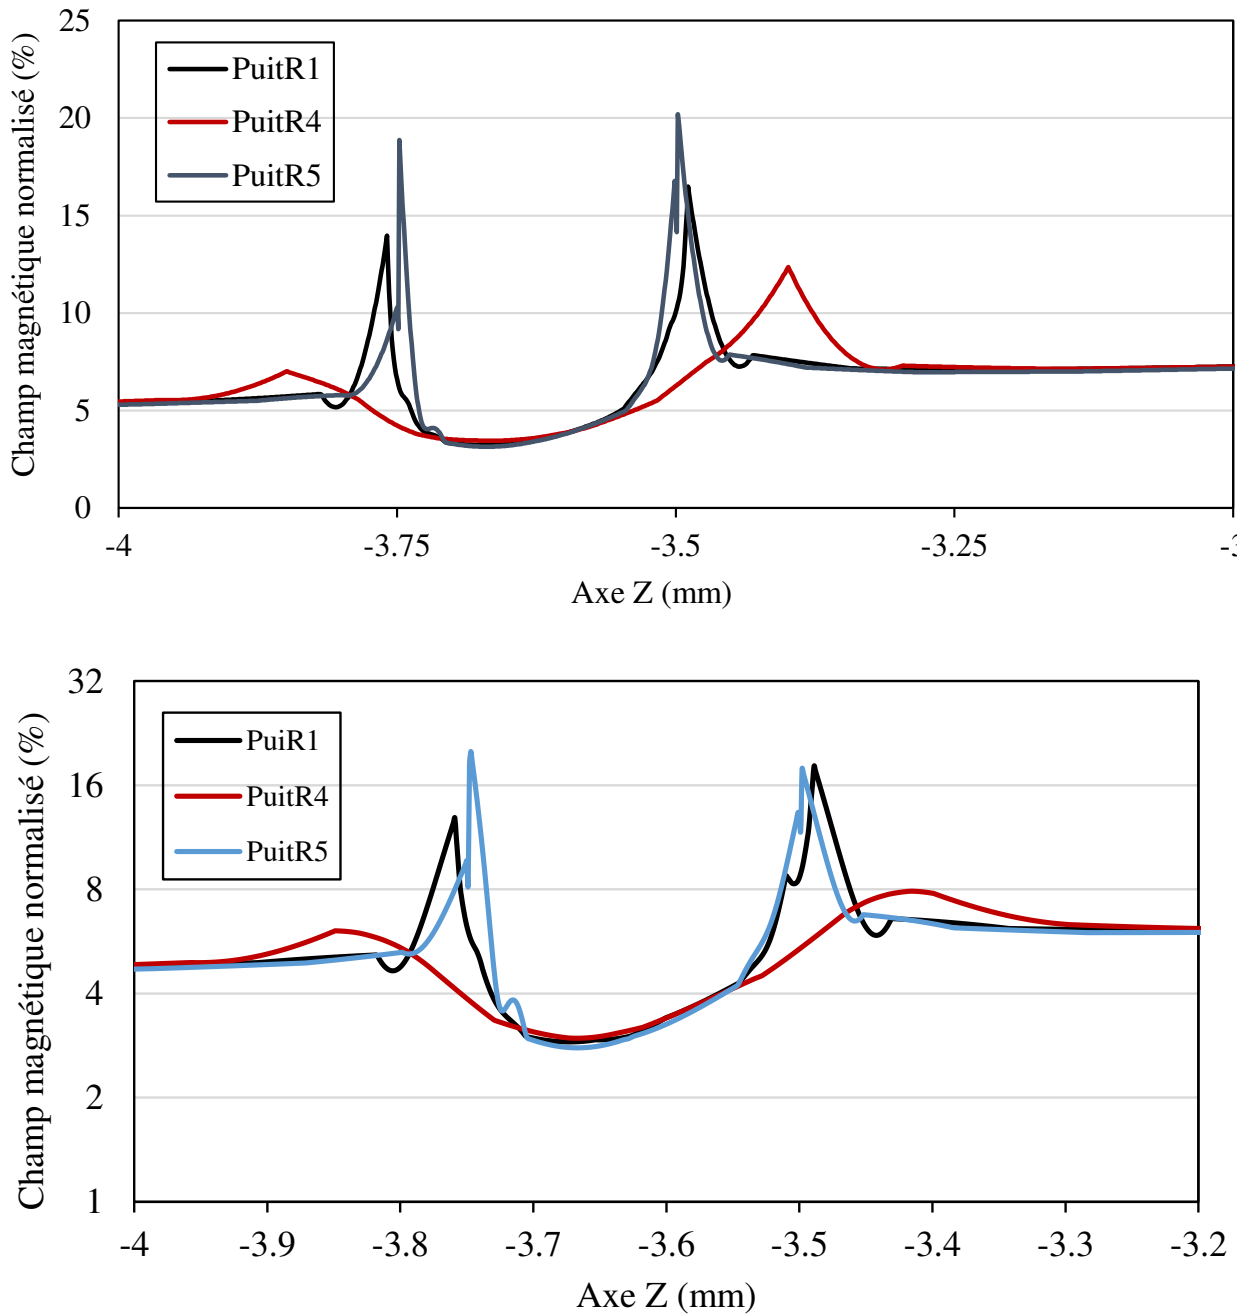 Champ magnétique normalisé (%)
25
20
15
10
5
0
PuitR1
PuitR4
PuitR5
-4
-3.75
-3.5
-3.25
Axe Z (mm)
Champ magnétique normalisé (%)
32
16
8
4
2
1
PuiR1
PuitR4
PuitR5
-4
-3.9
-3.8
-3.7
-3.6
-3.5
-3.4
-3.3
-3.2
Axe Z (mm)